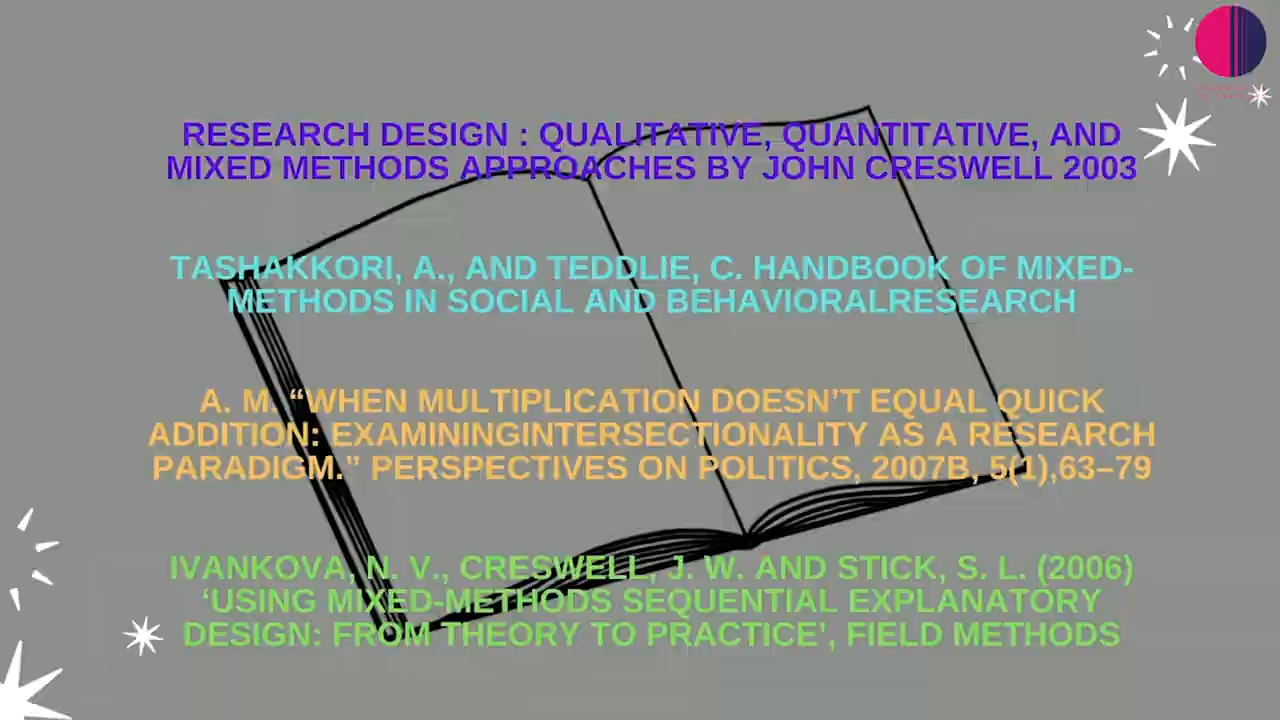 RESEARCH DESIGN : QUALITATIVE, QUANTITATIVE, AND
MIXED METHODS APPROACHES BY JOHN CRESWELL 2003
TASHAKKORI, A., AND TEDDLIE, C. HANDBOOK OF MIXED-
METHODS IN SOCIAL AND BEHAVIORALRESEARCH
A. M. “WHEN MULTIPLICATION DOESN’T EQUAL QUICK
ADDITION: EXAMININGINTERSECTIONALITY AS A RESEARCH
PARADIGM.” PERSPECTIVES ON POLITICS, 2007B, 5(1),63–79
IVANKOVA, N. V., CRESWELL, J. W. AND STICK, S. L. (2006)
‘USING MIXED-METHODS SEQUENTIAL EXPLANATORY
DESIGN: FROM THEORY TO PRACTICE’, FIELD METHODS